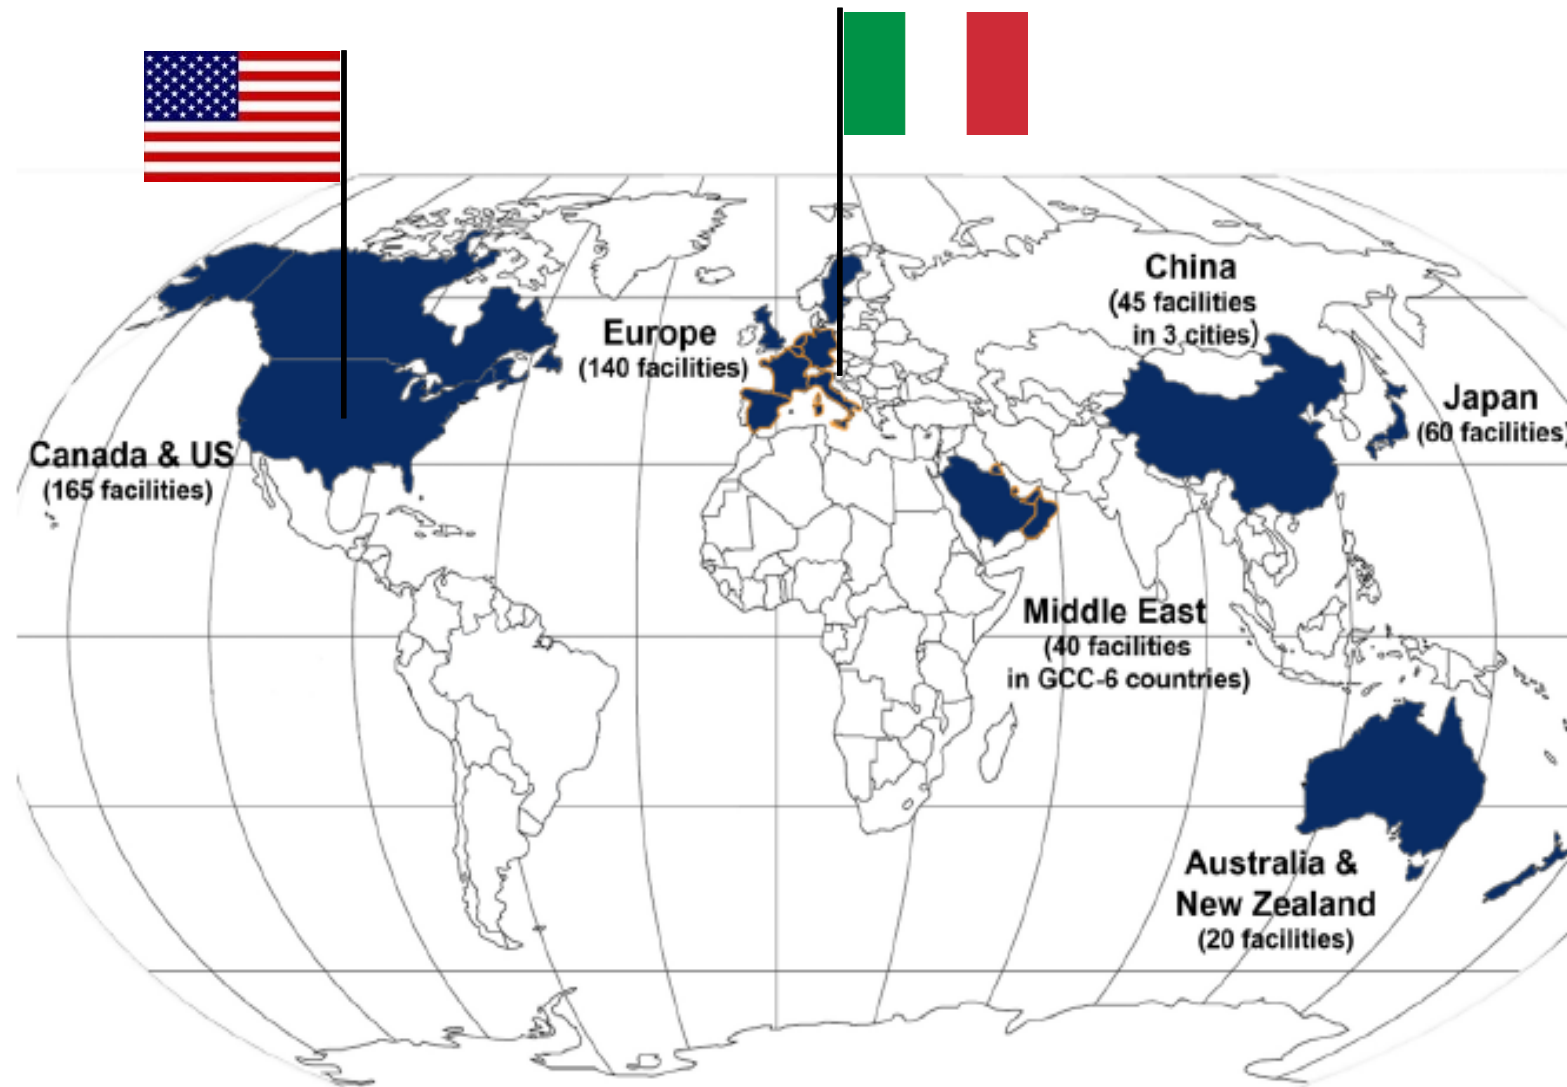 China
(45 facilities
in 3 cities)
Europe
(140 facilities)
Japan
(60 facilities)
Canada & US
(165 facilities)
Middle East
(40 facilities
in GCC-6 countries)
Australia &
New Zealand
(20 facilities)